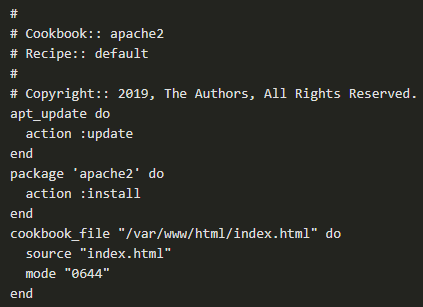 #
# Cookbook:: apache2
# Recipe:: default
#
# Copyright:: 2019, The Authors, All Rights Reserved.
apt_update do
  action :update
end
package 'apache2' do
  action :install
end
cookbook_file "/var/www/html/index.html" do
  source "index.html"
  mode "0644"
end